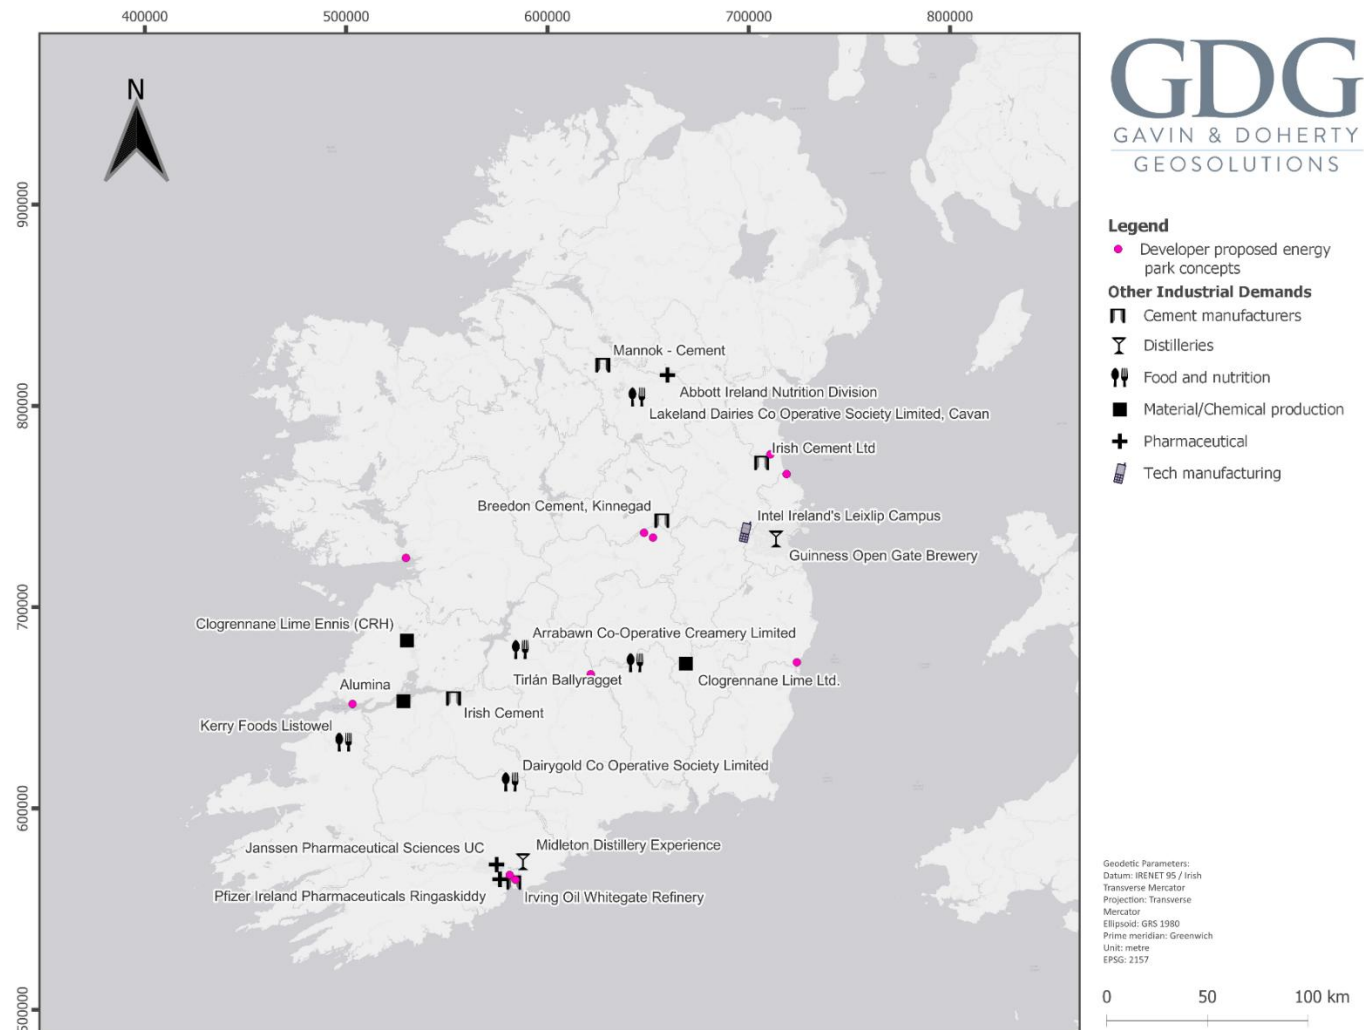 400000
500000
600000
700000
800000
900000
800000
700000
600000
500000
N
Mannok - Cement
Abbott Ireland Nutrition Division
Lakeland Dairies Co Operative Society Limited, Cavan
Irish Cement Ltd
Breedon Cement, Kinnegad
Intel Ireland's Leixlip Campus
Guinness Open Gate Brewery
Clogrennane Lime Ennis (CRH)
Arrabawn Co-Operative Creamery Limited
Tirlán Ballyragget
Clogrennane Lime Ltd.
Alumina
Irish Cement
Kerry Foods Listowel
Dairygold Co Operative Society Limited
Janssen Pharmaceutical Sciences UC
Midleton Distillery Experience
Pfizer Ireland Pharmaceuticals Ringaskiddy
Irving Oil Whitegate Refinery
GDG
GAVIN & DOHERTY
GEOSOLUTIONS
Legend
Developer proposed energy
park concepts
Other Industrial Demands
Cement manufacturers
Distilleries
Food and nutrition
Material/Chemical production
Pharmaceutical
Tech manufacturing
Geodetic Parameters:
Datum: IRENET 95 / Irish
Transverse Mercator
Projection: Transverse
Mercator
Ellipsoid: GRS 1980
Prime meridian: Greenwich
Unit: metre
EPSG: 2157
0 50 100 km